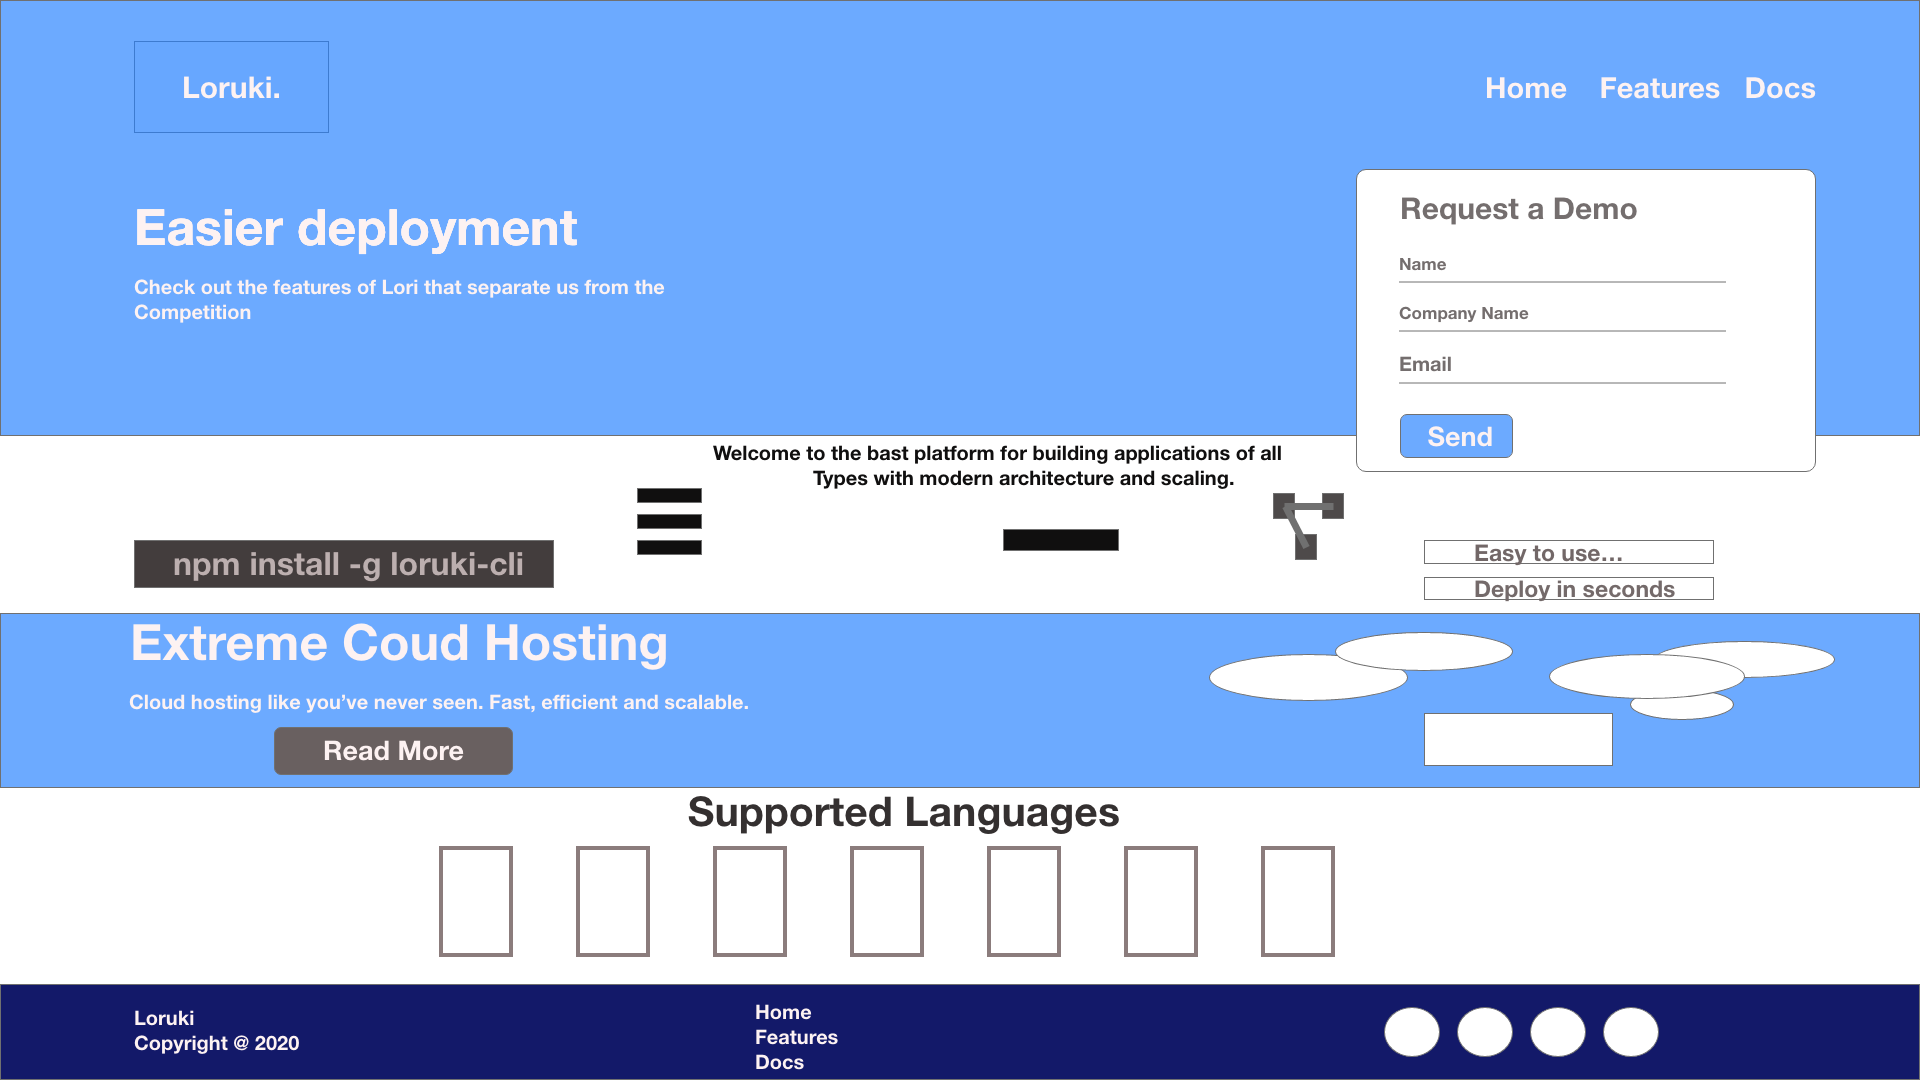 Loruki.
Home Features Docs
Easier deployment
Check out the features of Lori that separate us from the
Competition
Request a Demo
Name
Company Name
Email
Send
Welcome to the bast platform for building applications of all
Types with modern architecture and scaling.
npm install -g loruki-cli
Easy to use...
Deploy in seconds
Extreme Coud Hosting
Cloud hosting like you’ve never seen. Fast, efficient and scalable.
Read More
Supported Languages
Loruki
Copyright @ 2020
Home
Features
Docs